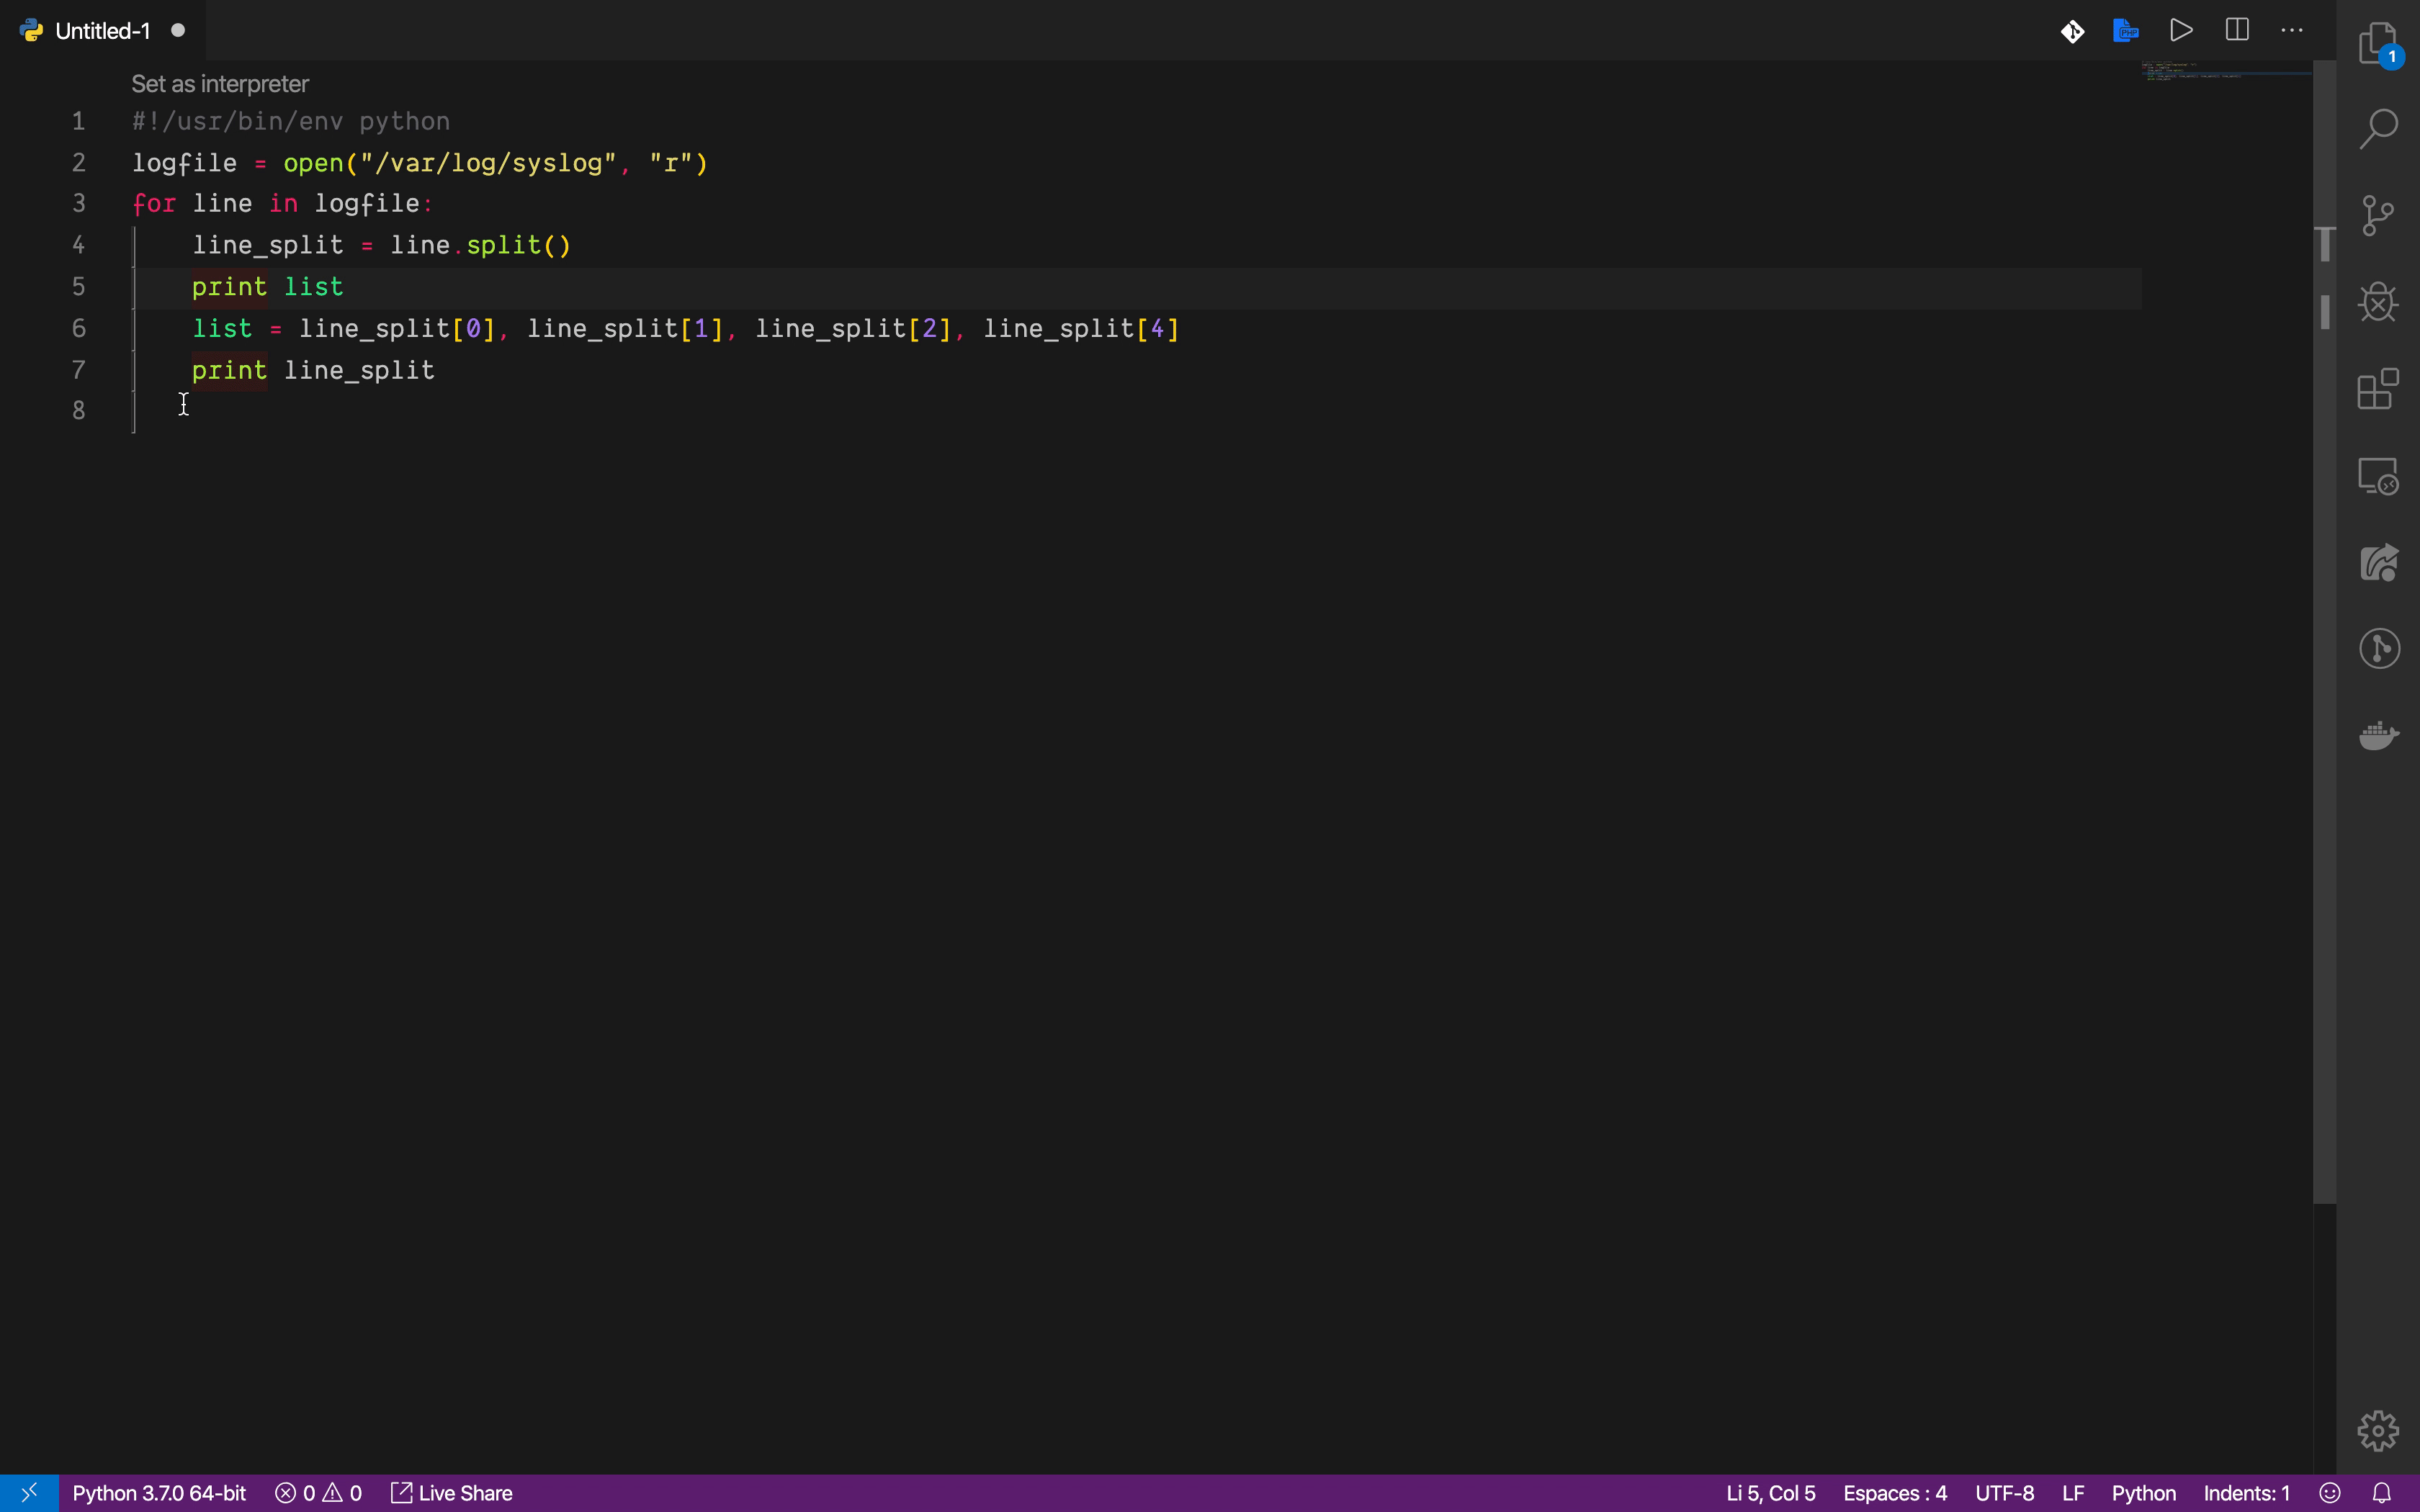 Untitled-1
PHP
1
Set as interpreter
1 #!/usr/bin/env python
2 logfile = open("/var/log/syslog", "r")
3 for line in logfile:
4     line_split = line.split()
5     print list
6     list = line_split[0], line_split[1], line_split[2], line_split[4]
7     print line_split
8
Python 3.7.0 64-bit 0 0 Live Share Li 5, Col 5 Espaces : 4 UTF-8 LF Python Indents: 1